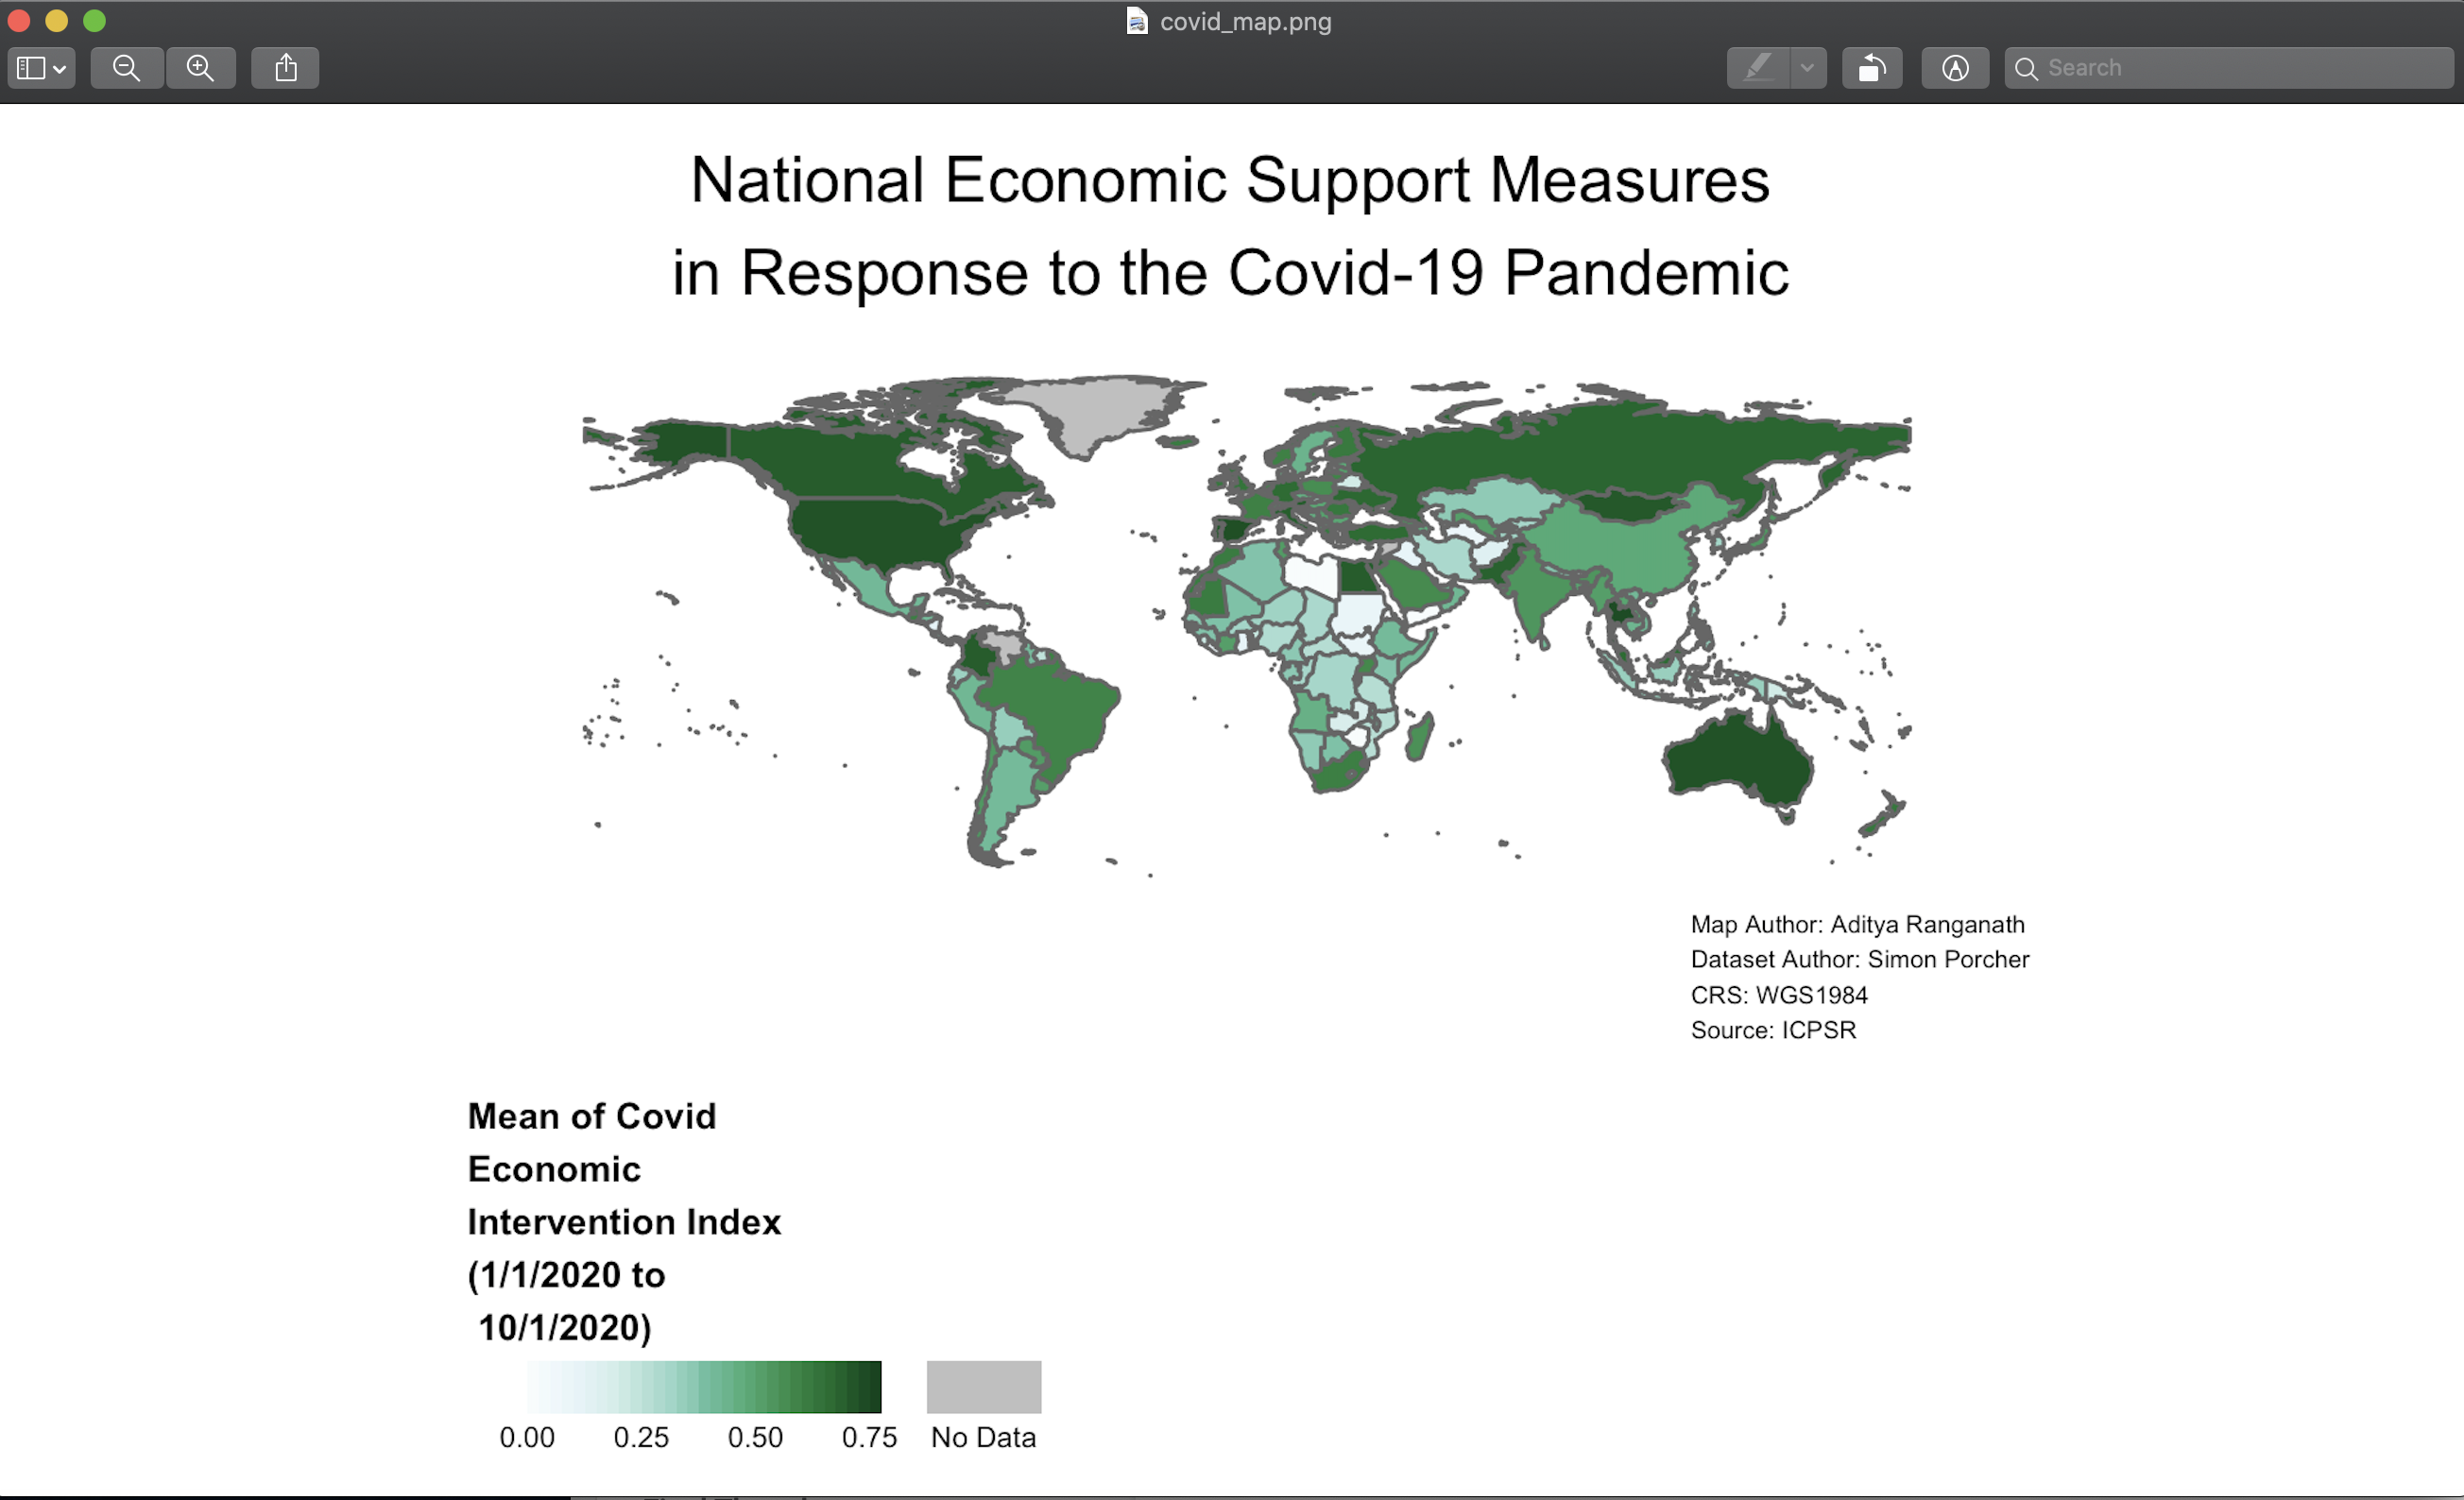 covid_map.png
Search
National Economic Support Measures
in Response to the Covid-19 Pandemic
Map Author: Aditya Ranganath
Dataset Author: Simon Porcher
CRS: WGS1984
Source: ICPSR
Mean of Covid
Economic
Intervention Index
(1/1/2020 to
10/1/2020)
0.00 0.25 0.50 0.75 No Data